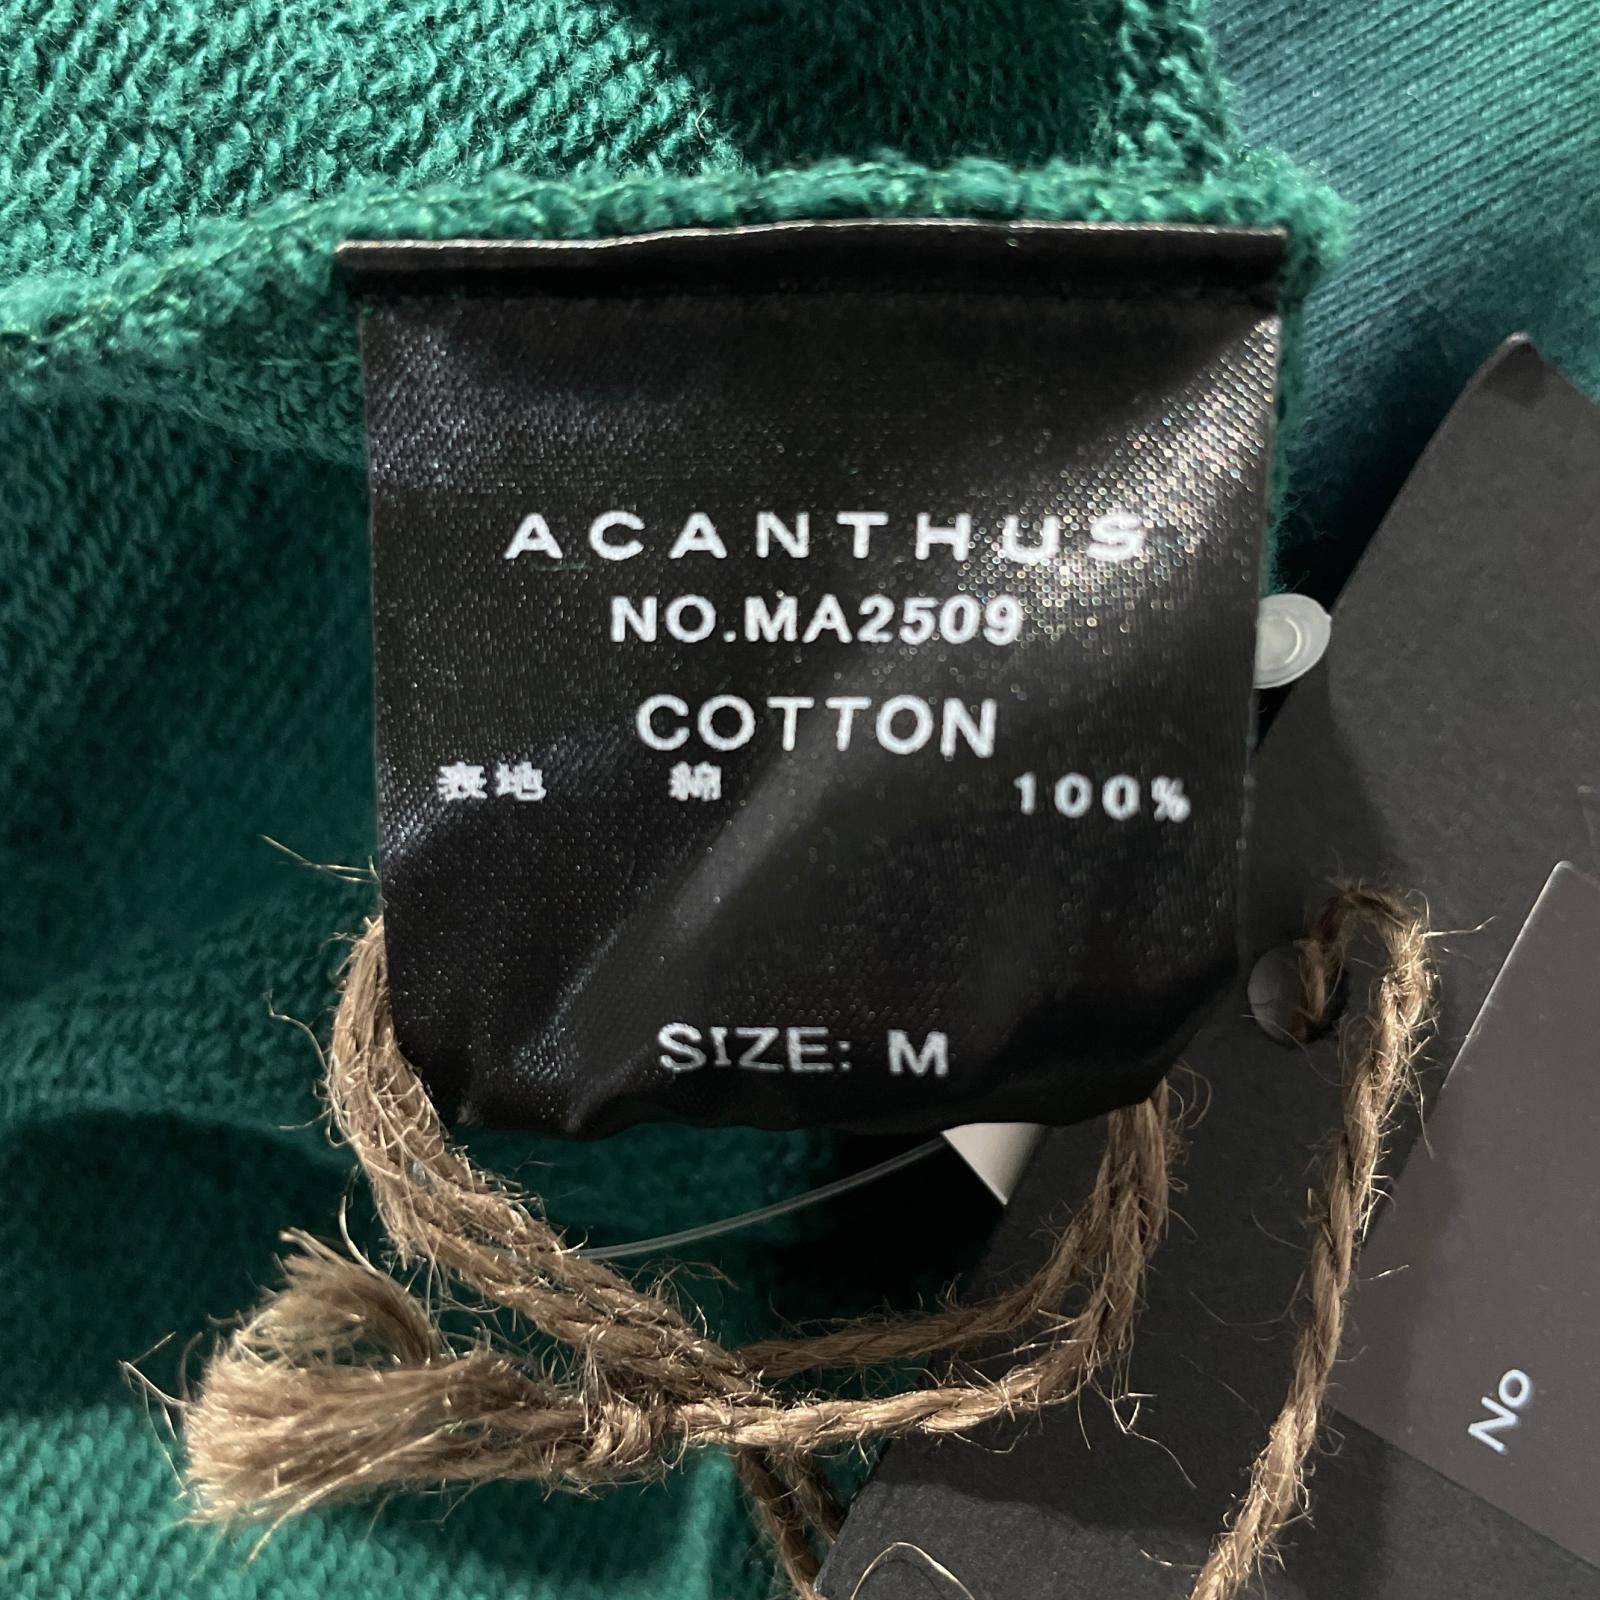 ACANTHUS
NO.MA2509
COTTON
表地 綿 100%
SIZE: M
No